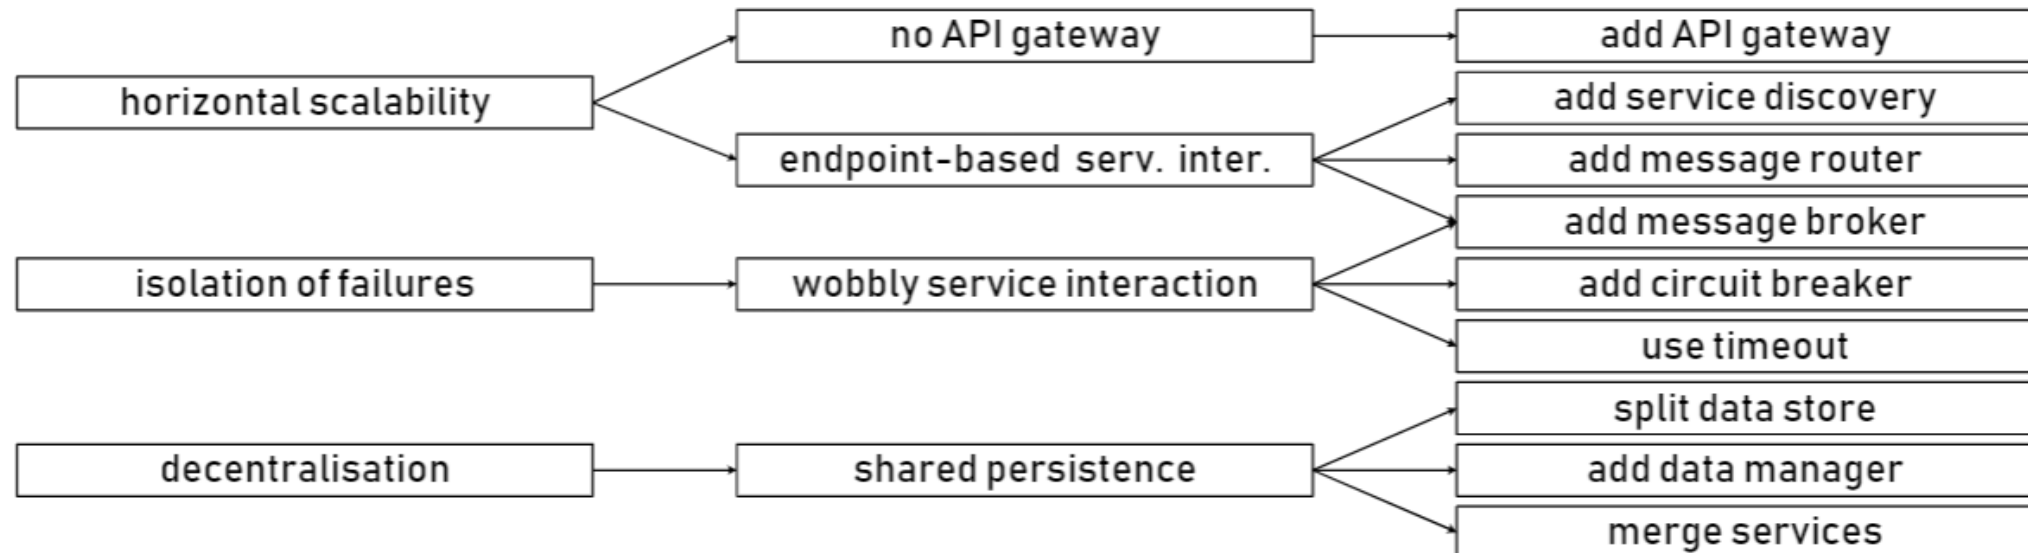 horizontal scalability
isolation of failures
decentralisation
no API gateway
endpoint-based serv. inter.
wobbly service interaction
shared persistence
add API gateway
add service discovery
add message router
add message broker
add circuit breaker
use timeout
split data store
add data manager
merge services